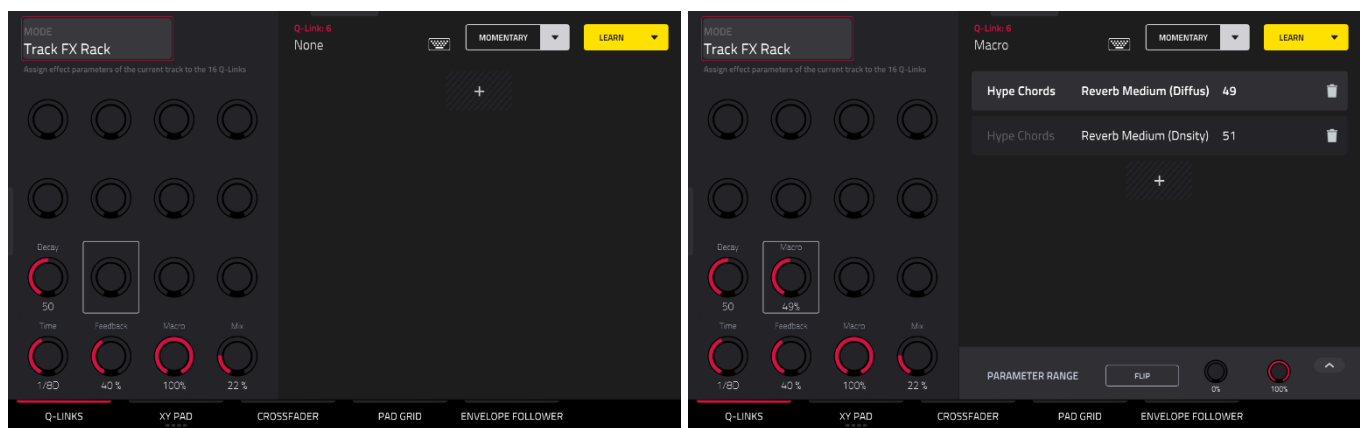 MODE
Track FX Rack
Assign effect parameters of the current track to the 16 Q-Links
Q-Link: 6
None
MOMENTARY
LEARN
+
Decay
50
Time
Feedback
Macro
Mix
1/8D
40 %
100%
22 %
Q-LINKS
XY PAD
CROSSFADER
PAD GRID
ENVELOPE FOLLOWER
MODE
Track FX Rack
Assign effect parameters of the current track to the 16 Q-Links
Q-Link: 6
Macro
MOMENTARY
LEARN
Hype Chords Reverb Medium (Diffus) 49
Hype Chords Reverb Medium (Dnsity) 51
+
Decay
Macro
50
49%
Time
Feedback
Macro
Mix
1/8D
40 %
100%
22 %
PARAMETER RANGE
FLIP
0%
100%
Q-LINKS
XY PAD
CROSSFADER
PAD GRID
ENVELOPE FOLLOWER